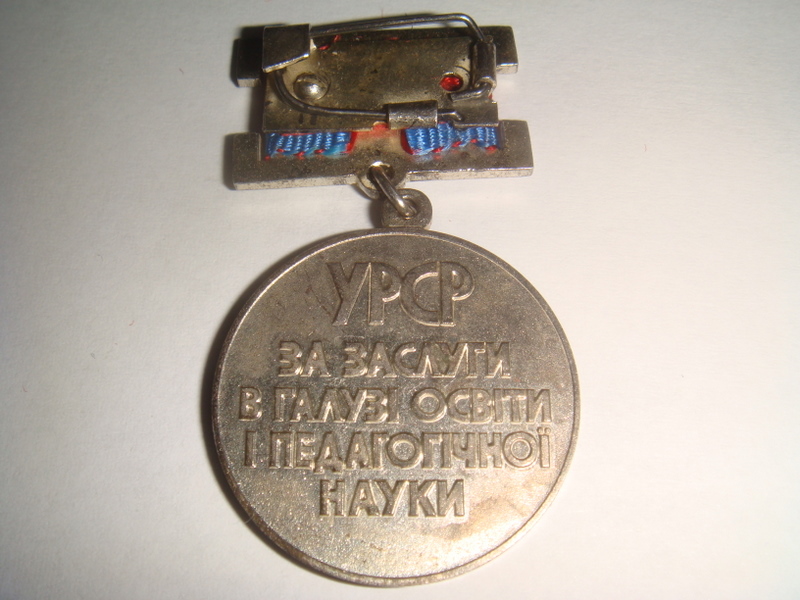 УРСР
ЗА ЗАСЛУГИ
В ГАЛУЗІ ОСВІТИ
І ПЕДАГОГІЧНОЇ
НАУКИ